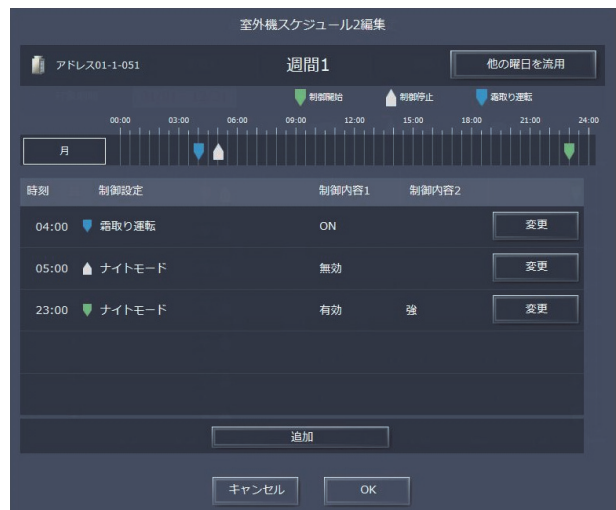 室外機スケジュール2編集
アドレス01-1-051 週間1 他の曜日を流用
制御開始 制御停止 霜取り運転
00:00 03:00 06:00 09:00 12:00 15:00 18:00 21:00 24:00
月
時刻 制御設定 制御内容1 制御内容2
04:00 霜取り運転 ON 変更
05:00 ナイトモード 無効 変更
23:00 ナイトモード 有効 強 変更
追加
キャンセル OK